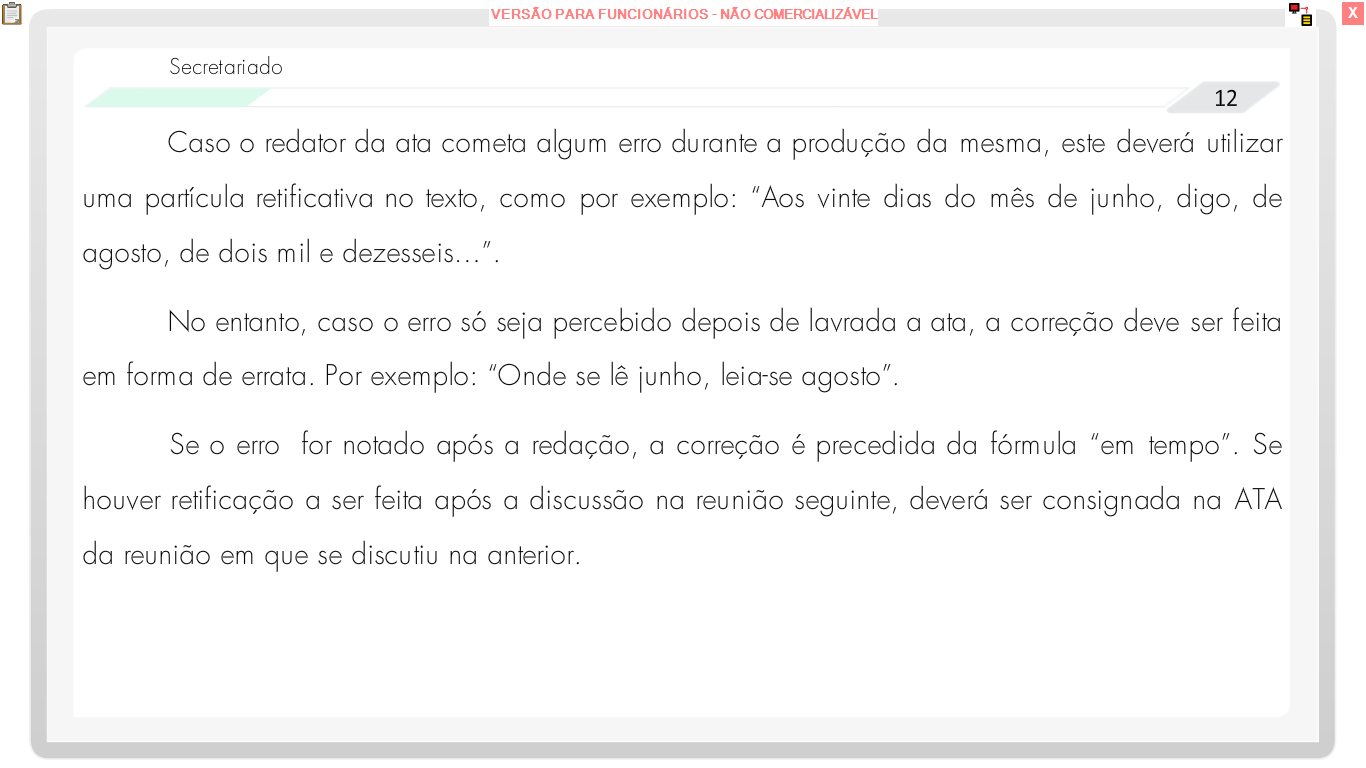 VERSÃO PARA FUNCIONÁRIOS - NÃO COMERCIALIZÁVEL
X
Secretariado
12
Caso o redator da ata cometa algum erro durante a produção da mesma, este deverá utilizar
uma partícula retificativa no texto, como por exemplo: “Aos vinte dias do mês de junho, digo, de
agosto, de dois mil e dezesseis...”.
No entanto, caso o erro só seja percebido depois de lavrada a ata, a correção deve ser feita
em forma de errata. Por exemplo: “Onde se lê junho, leia-se agosto”.
Se o erro  for notado após a redação, a correção é precedida da fórmula “em tempo”. Se
houver retificação a ser feita após a discussão na reunião seguinte, deverá ser consignada na ATA
da reunião em que se discutiu na anterior.